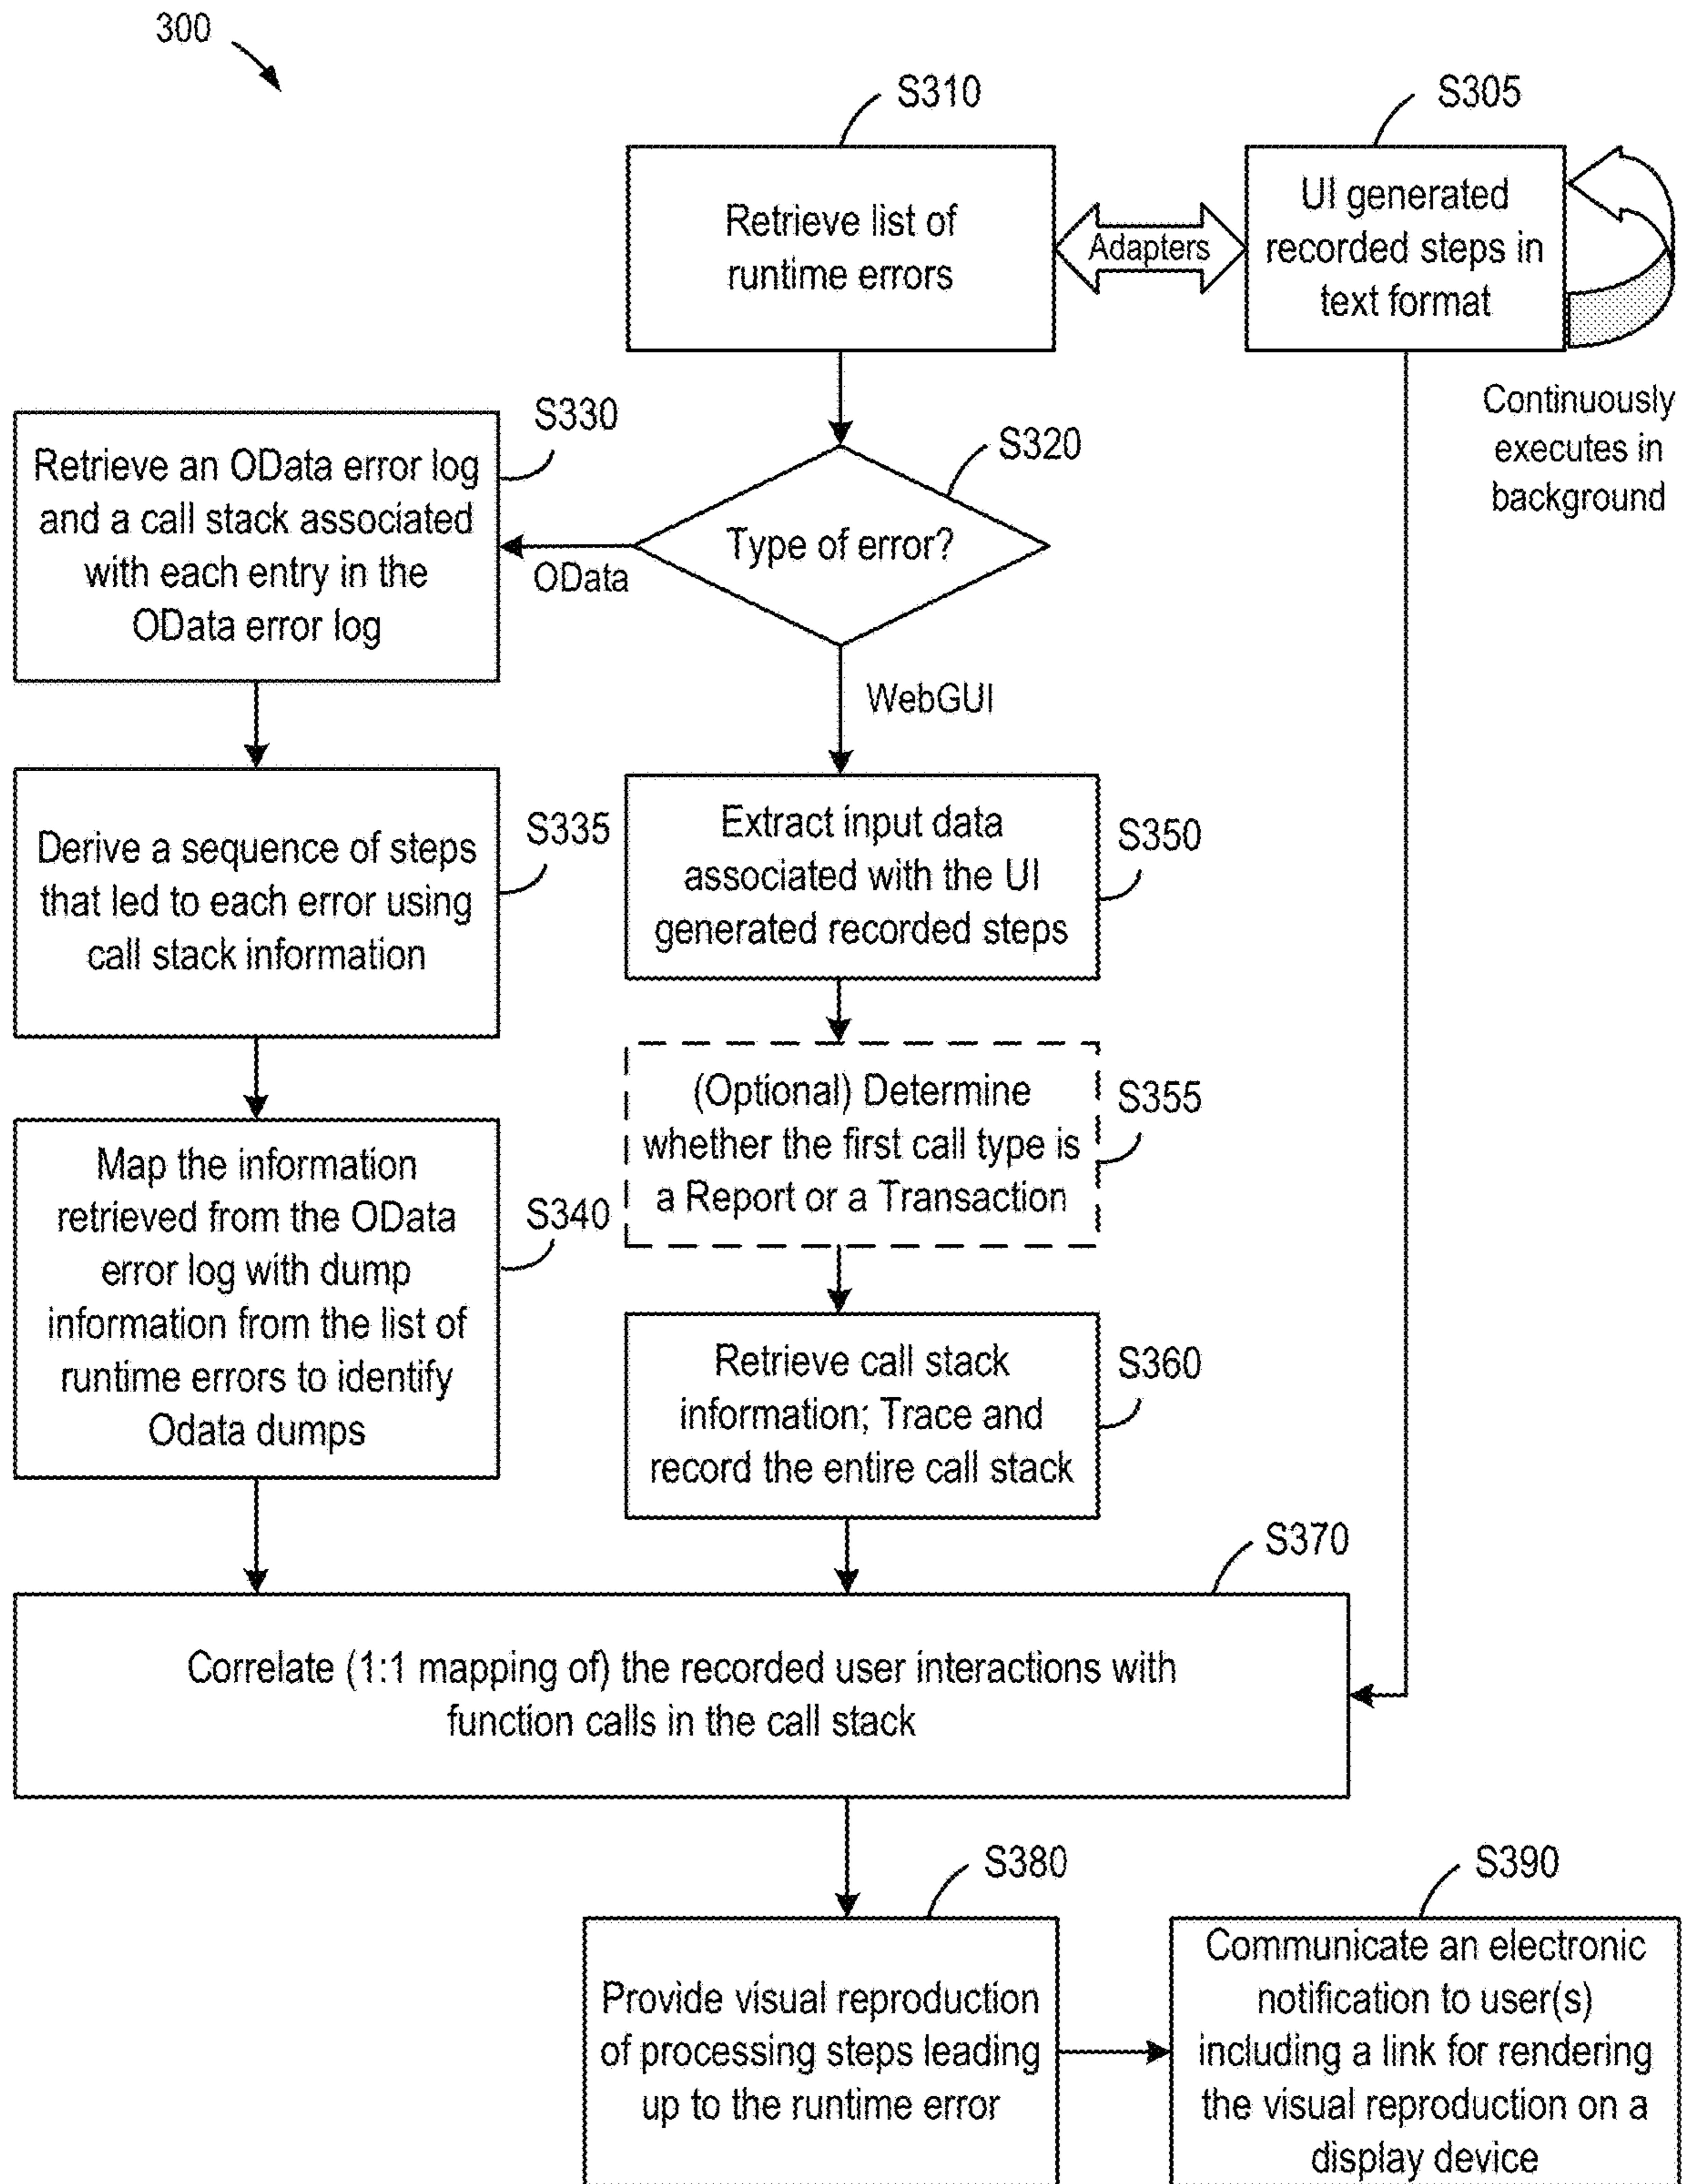 300
S310
S305
Retrieve list of
runtime errors
Adapters
UI generated
recorded steps in
text format
Continuously
executes in
background
S330
Retrieve an OData error log
and a call stack associated
with each entry in the
OData error log
S320
Type of error?
OData
WebGUI
S335
Derive a sequence of steps
that led to each error using
call stack information
S350
Extract input data
associated with the UI
generated recorded steps
S355
(Optional) Determine
whether the first call type is
a Report or a Transaction
S340
Map the information
retrieved from the OData
error log with dump
information from the list of
runtime errors to identify
Odata dumps
S360
Retrieve call stack
information; Trace and
record the entire call stack
S370
Correlate (1:1 mapping of) the recorded user interactions with
function calls in the call stack
S380
Provide visual reproduction
of processing steps leading
up to the runtime error
S390
Communicate an electronic
notification to user(s)
including a link for rendering
the visual reproduction on a
display device